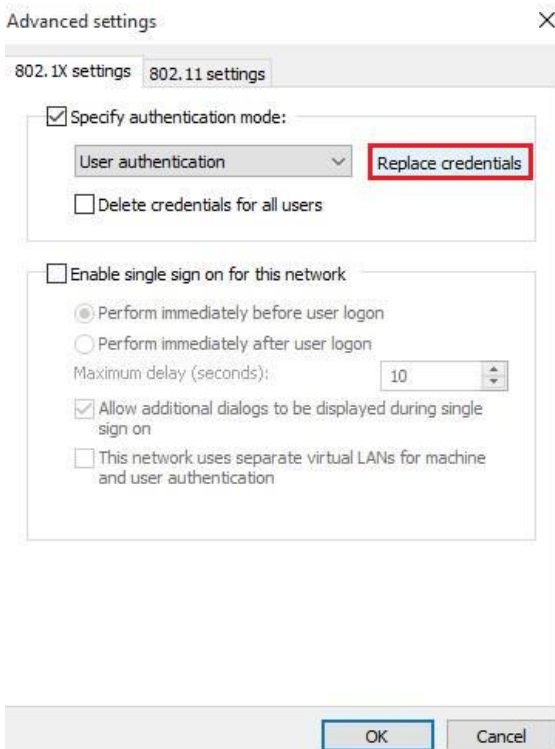 Advanced settings
802.1X settings
802.11 settings
Specify authentication mode:
User authentication
Replace credentials
Delete credentials for all users
Enable single sign on for this network
Perform immediately before user logon
Perform immediately after user logon
Maximum delay (seconds):
10
Allow additional dialogs to be displayed during single
sign on
This network uses separate virtual LANs for machine
and user authentication
OK
Cancel